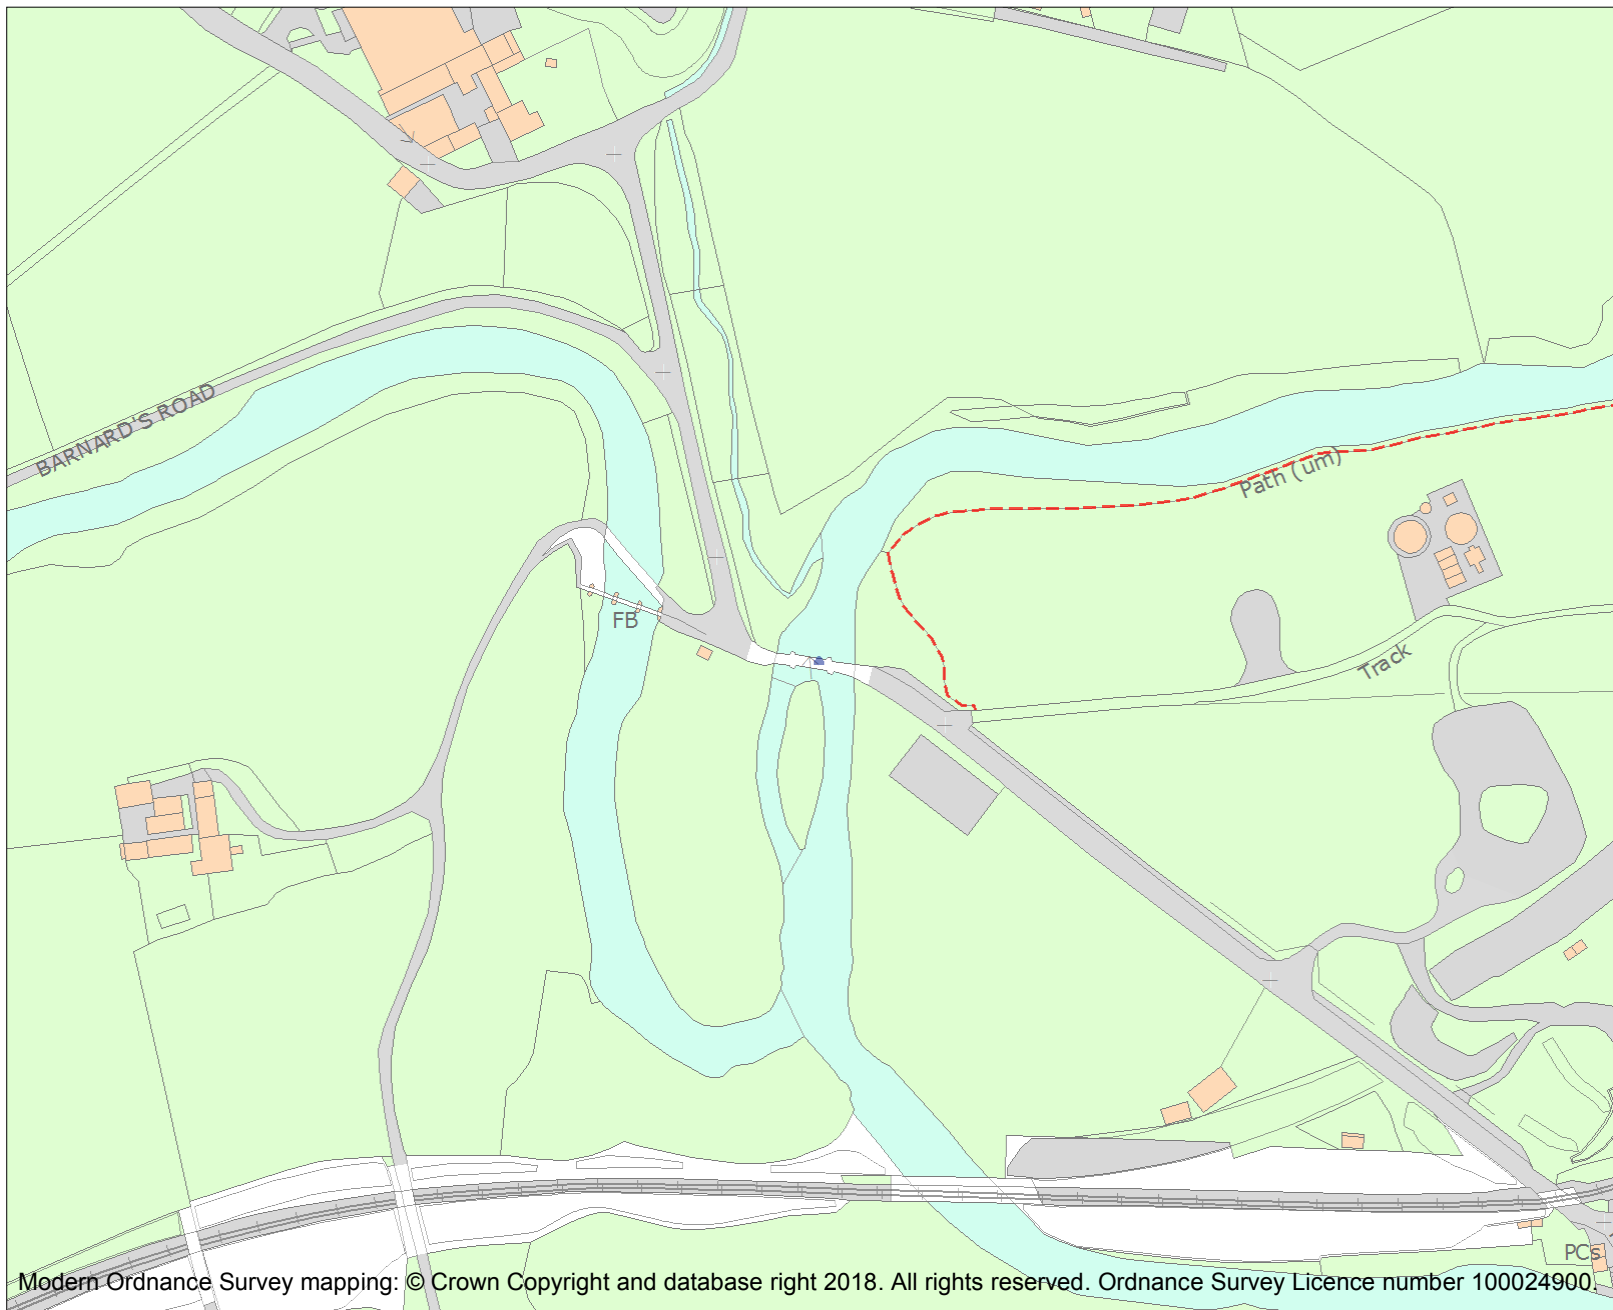 BARNARD'S ROAD
Path (um)
FB
Track
PCs
Modern Ordnance Survey mapping: © Crown Copyright and database right 2018. All rights reserved. Ordnance Survey Licence number 100024900.